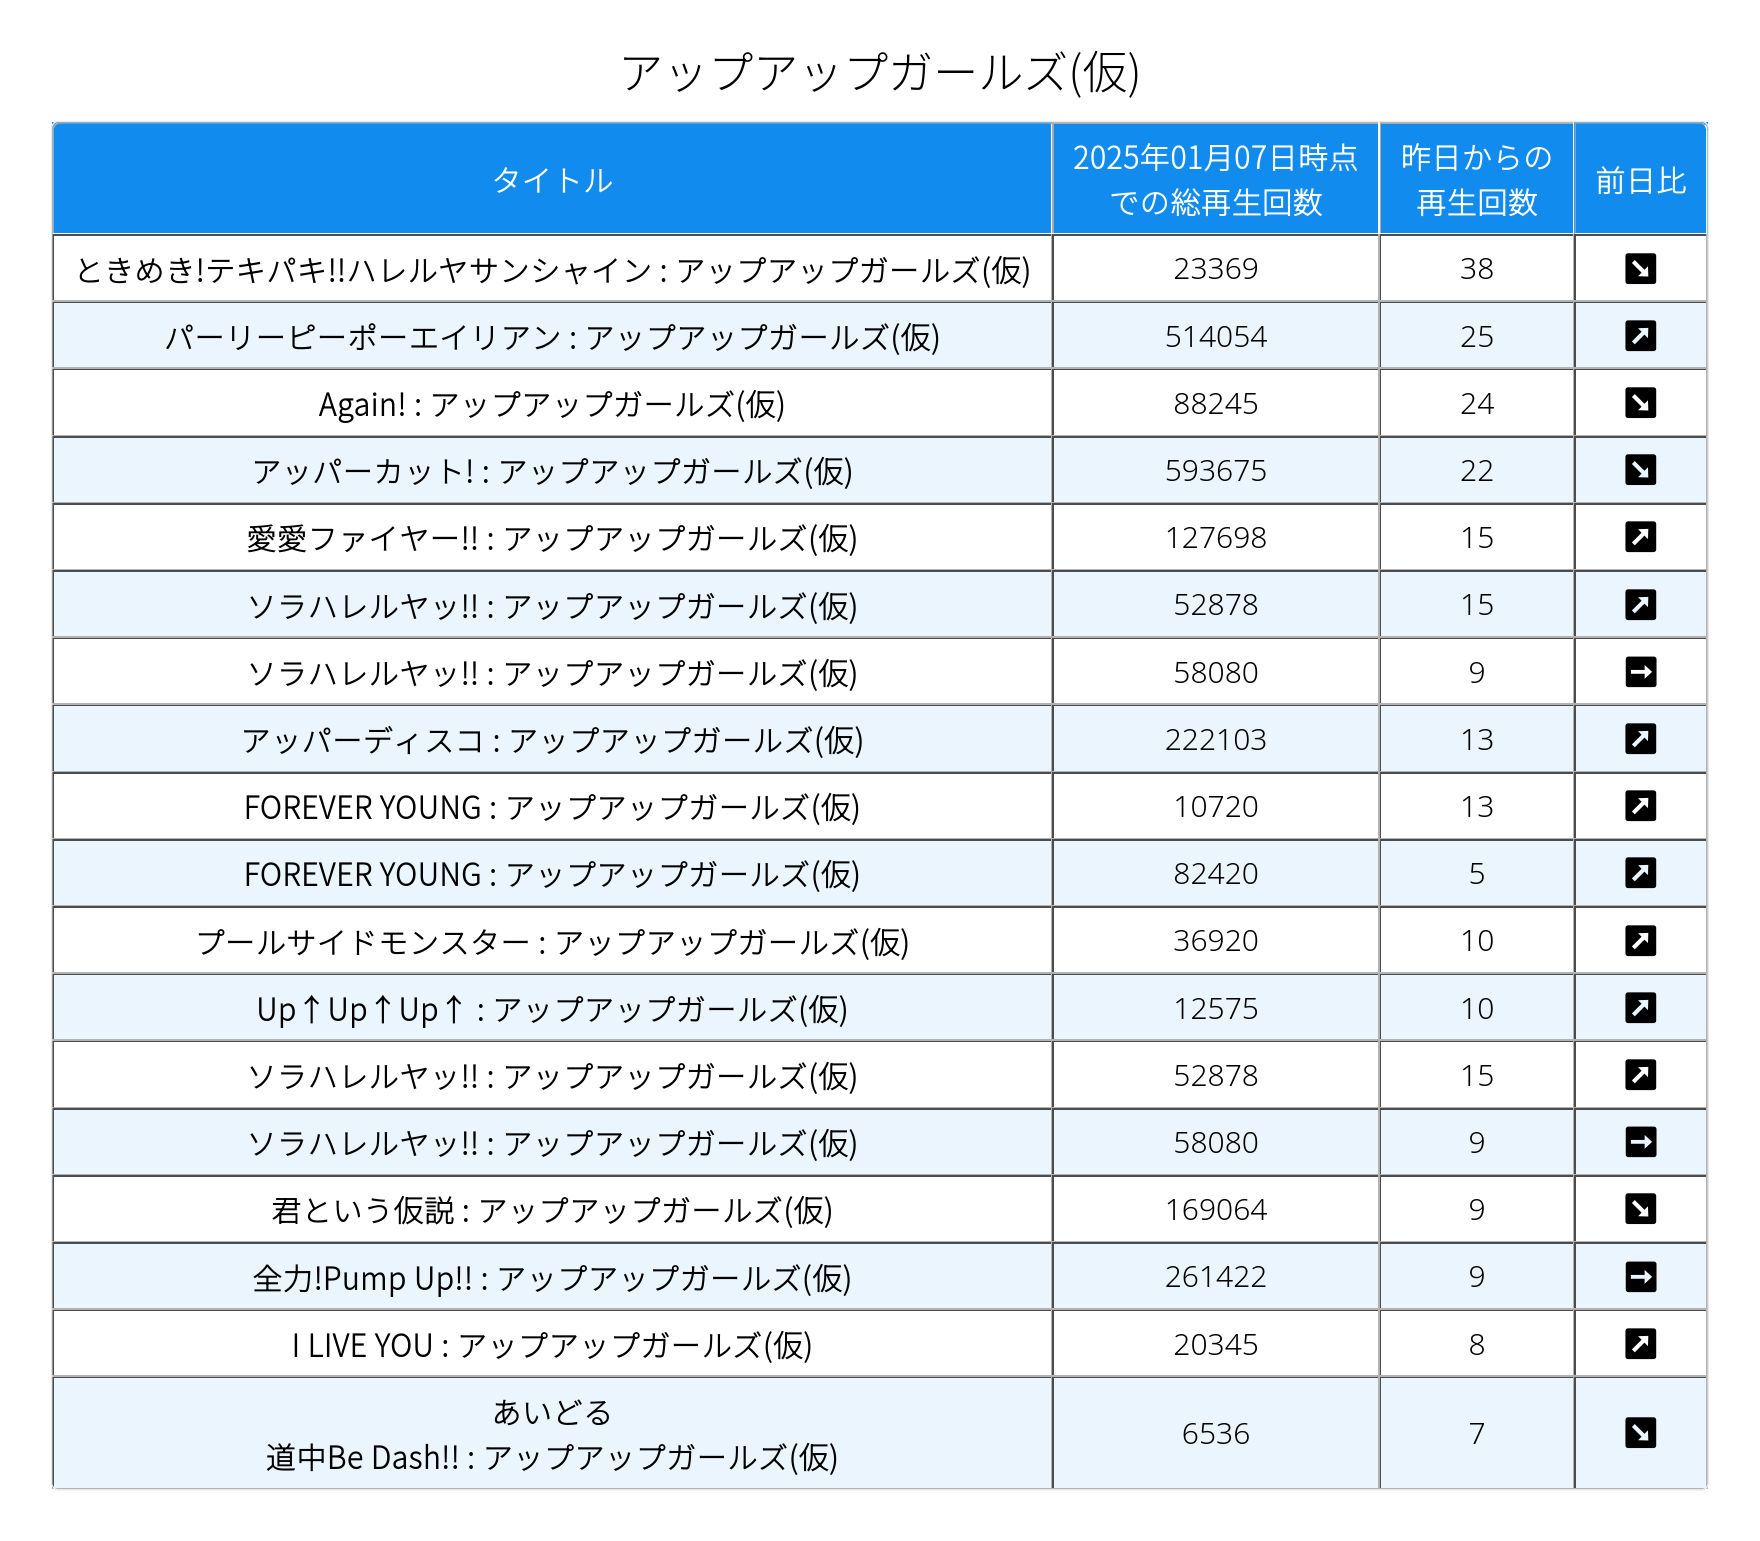 アップアップガールズ(仮)
タイトル 2025年01月07日時点での総再生回数 昨日からの再生回数 前日比
ときめき!テキパキ!!ハレルヤサンシャイン : アップアップガールズ(仮) 23369 38 ↘
パーリーピーポーエイリアン : アップアップガールズ(仮) 514054 25 ↗
Again! : アップアップガールズ(仮) 88245 24 ↘
アッパーカット! : アップアップガールズ(仮) 593675 22 ↘
愛愛ファイヤー!! : アップアップガールズ(仮) 127698 15 ↗
ソラハレルヤッ!! : アップアップガールズ(仮) 52878 15 ↗
ソラハレルヤッ!! : アップアップガールズ(仮) 58080 9 →
アッパーディスコ : アップアップガールズ(仮) 222103 13 ↗
FOREVER YOUNG : アップアップガールズ(仮) 10720 13 ↗
FOREVER YOUNG : アップアップガールズ(仮) 82420 5 ↗
プールサイドモンスター : アップアップガールズ(仮) 36920 10 ↗
Up↑Up↑Up↑ : アップアップガールズ(仮) 12575 10 ↗
ソラハレルヤッ!! : アップアップガールズ(仮) 52878 15 ↗
ソラハレルヤッ!! : アップアップガールズ(仮) 58080 9 →
君という仮説 : アップアップガールズ(仮) 169064 9 ↘
全力!Pump Up!! : アップアップガールズ(仮) 261422 9 →
I LIVE YOU : アップアップガールズ(仮) 20345 8 ↗
あいどる
道中Be Dash!! : アップアップガールズ(仮) 6536 7 ↘